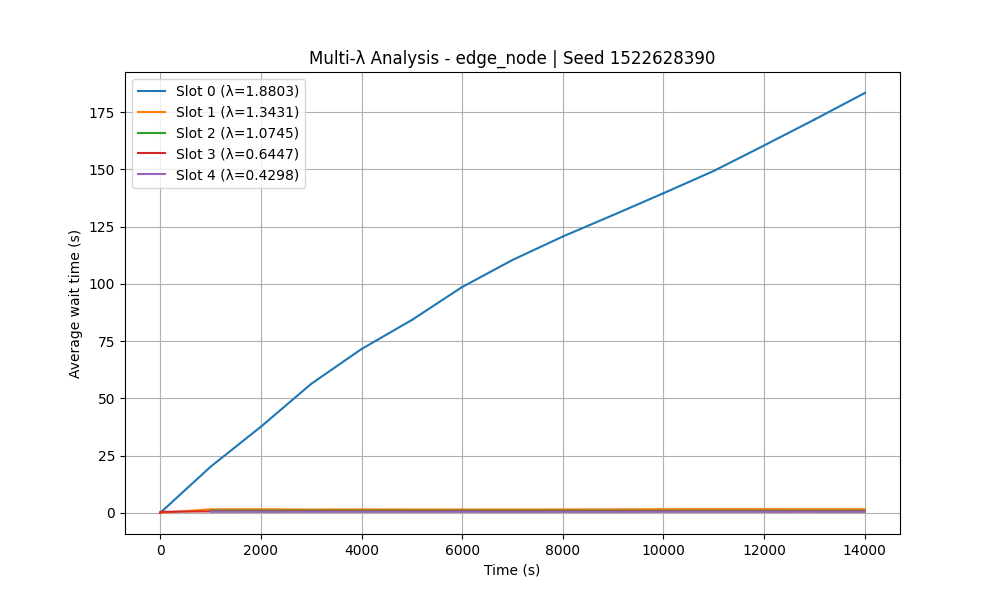 Multi-λ Analysis - edge_node | Seed 1522628390
Slot 0 (λ=1.8803)
Slot 1 (λ=1.3431)
Slot 2 (λ=1.0745)
Slot 3 (λ=0.6447)
Slot 4 (λ=0.4298)
Average wait time (s)
175
150
125
100
75
50
25
0
0 2000 4000 6000 8000 10000 12000 14000
Time (s)